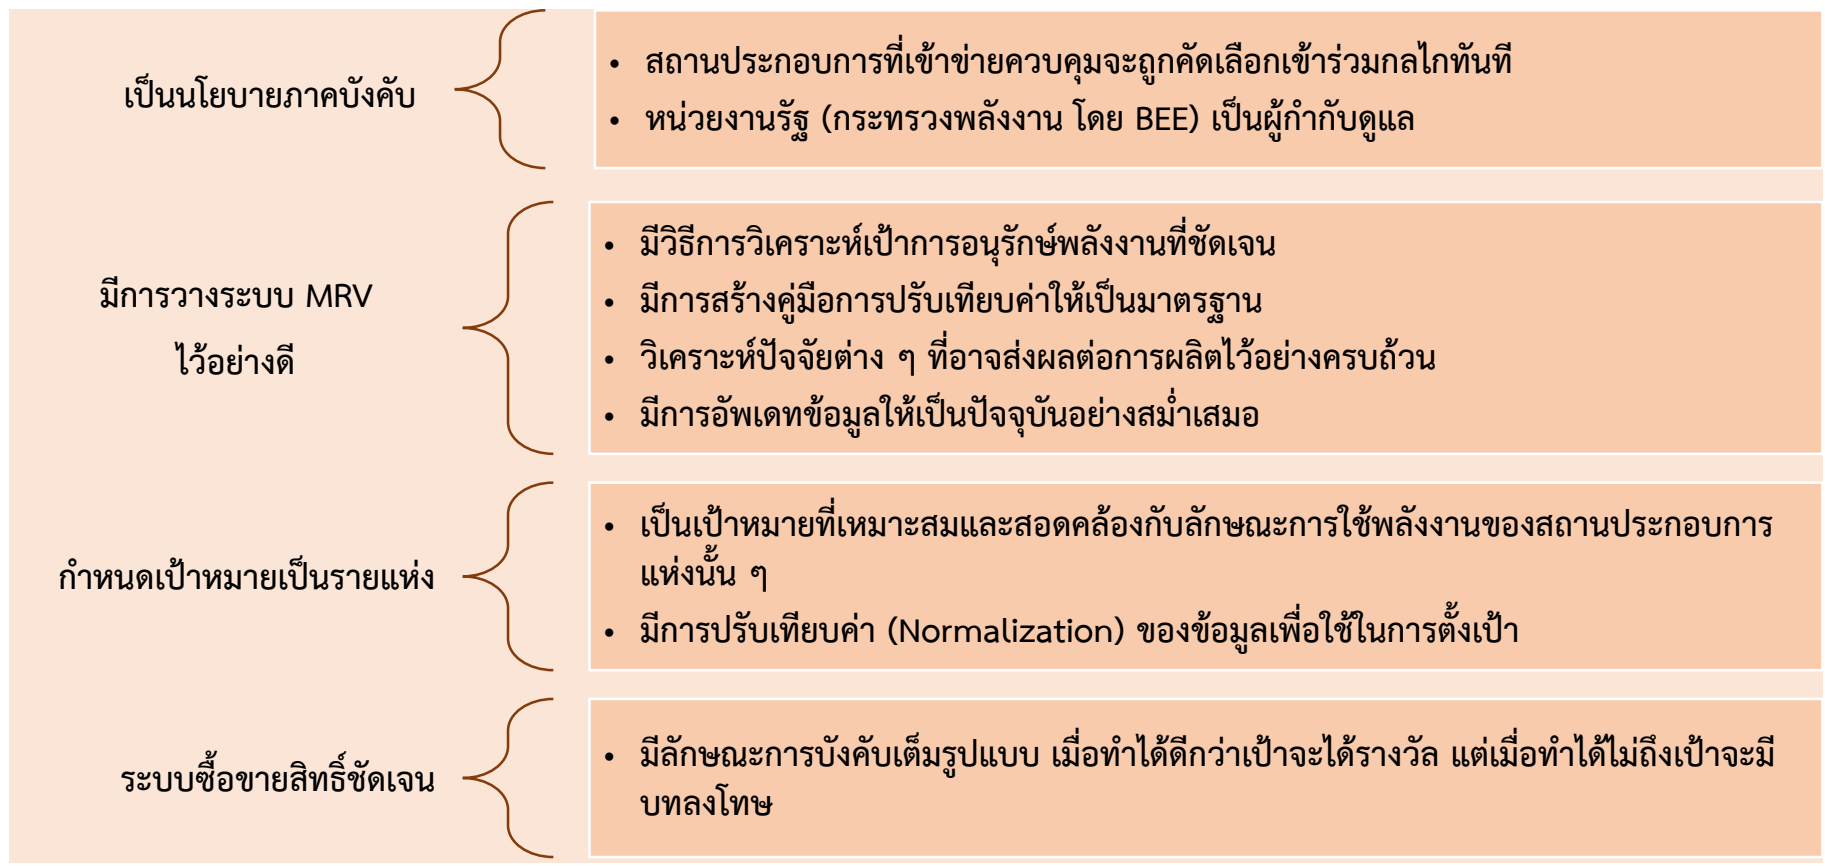 เป็นนโยบายภาคบังคับ
• สถานประกอบการที่เข้าข่ายควบคุมจะถูกคัดเลือกเข้าร่วมกลไกทันที
• หน่วยงานรัฐ (กระทรวงพลังงาน โดย BEE) เป็นผู้กำกับดูแล
มีการวางระบบ MRV
ไว้อย่างดี
• มีวิธีการวิเคราะห์เป้าการอนุรักษ์พลังงานที่ชัดเจน
• มีการสร้างคู่มือการปรับเทียบค่าให้เป็นมาตรฐาน
• วิเคราะห์ปัจจัยต่าง ๆ ที่อาจส่งผลต่อการผลิตไว้อย่างครบถ้วน
• มีการอัพเดทข้อมูลให้เป็นปัจจุบันอย่างสม่ำเสมอ
กำหนดเป้าหมายเป็นรายแห่ง
• เป็นเป้าหมายที่เหมาะสมและสอดคล้องกับลักษณะการใช้พลังงานของสถานประกอบการ
แห่งนั้น ๆ
• มีการปรับเทียบค่า (Normalization) ของข้อมูลเพื่อใช้ในการตั้งเป้า
ระบบซื้อขายสิทธิ์ชัดเจน
• มีลักษณะการบังคับเต็มรูปแบบ เมื่อทำได้ดีกว่าเป้าจะได้รางวัล แต่เมื่อทำได้ไม่ถึงเป้าจะมี
บทลงโทษ